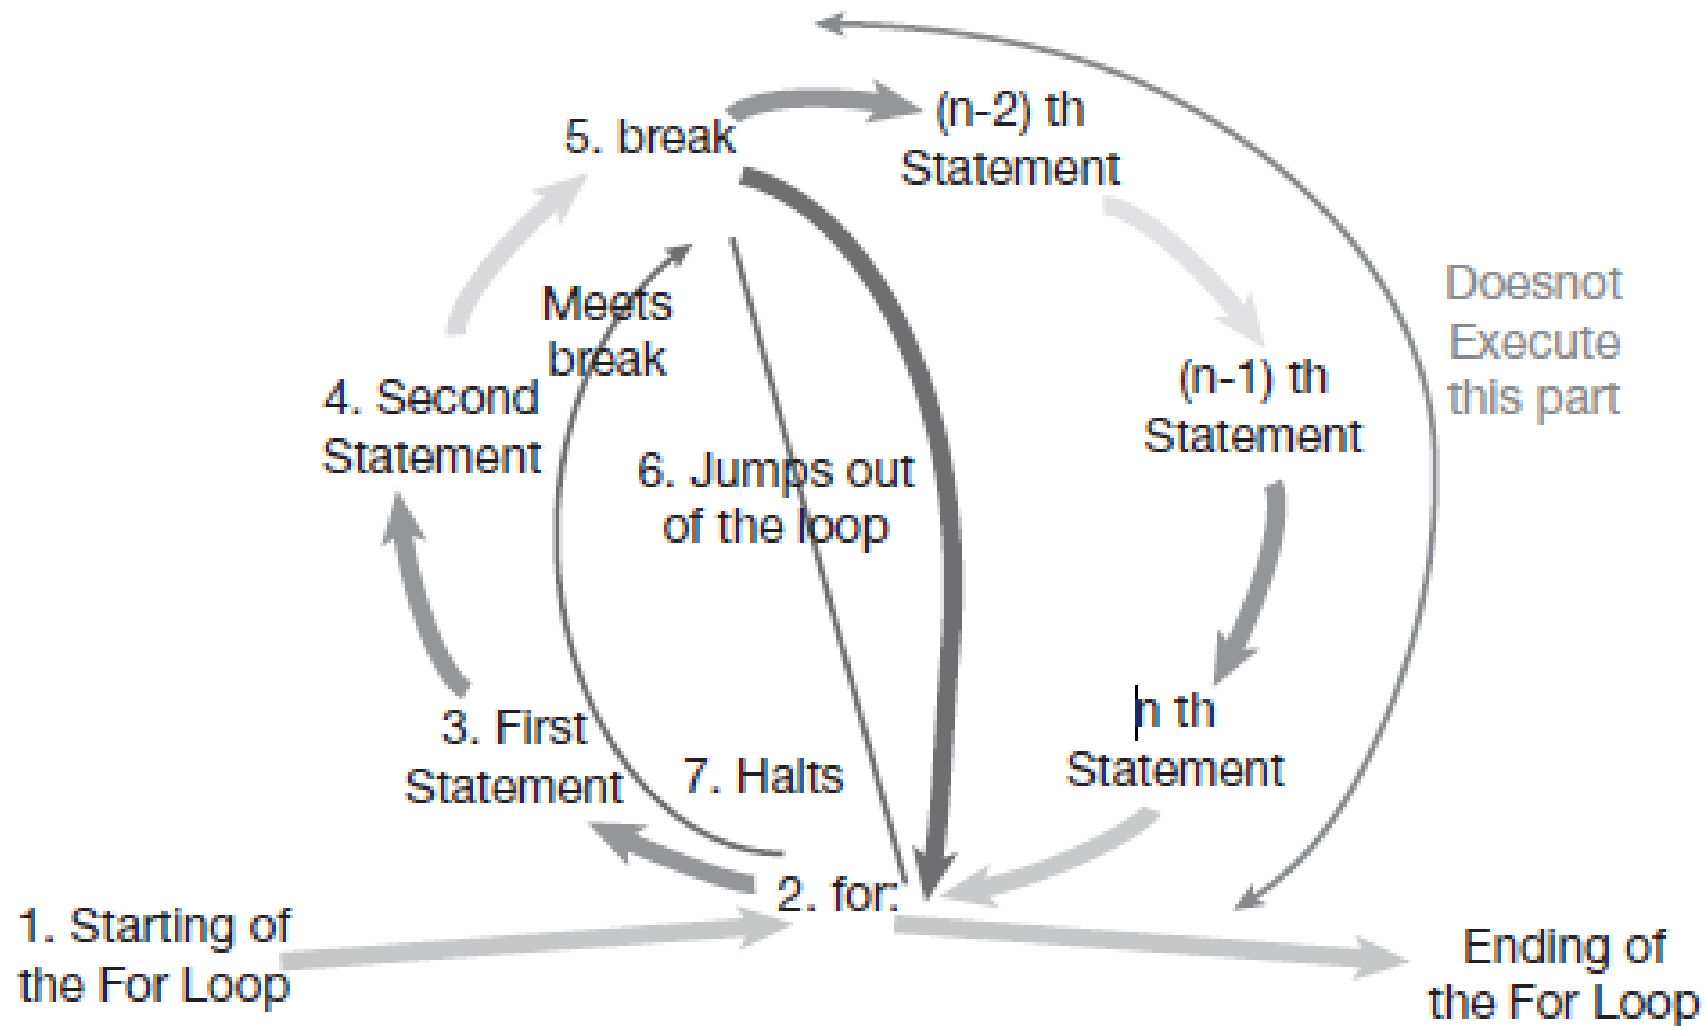 5. break
(n-2) th
Statement
Doesnot
Execute
this part
Meets
break
(n-1) th
Statement
4. Second
Statement
6. Jumps out
of the loop
n th
Statement
3. First
Statement
7. Halts
2. for:
1. Starting of
the For Loop
Ending of
the For Loop